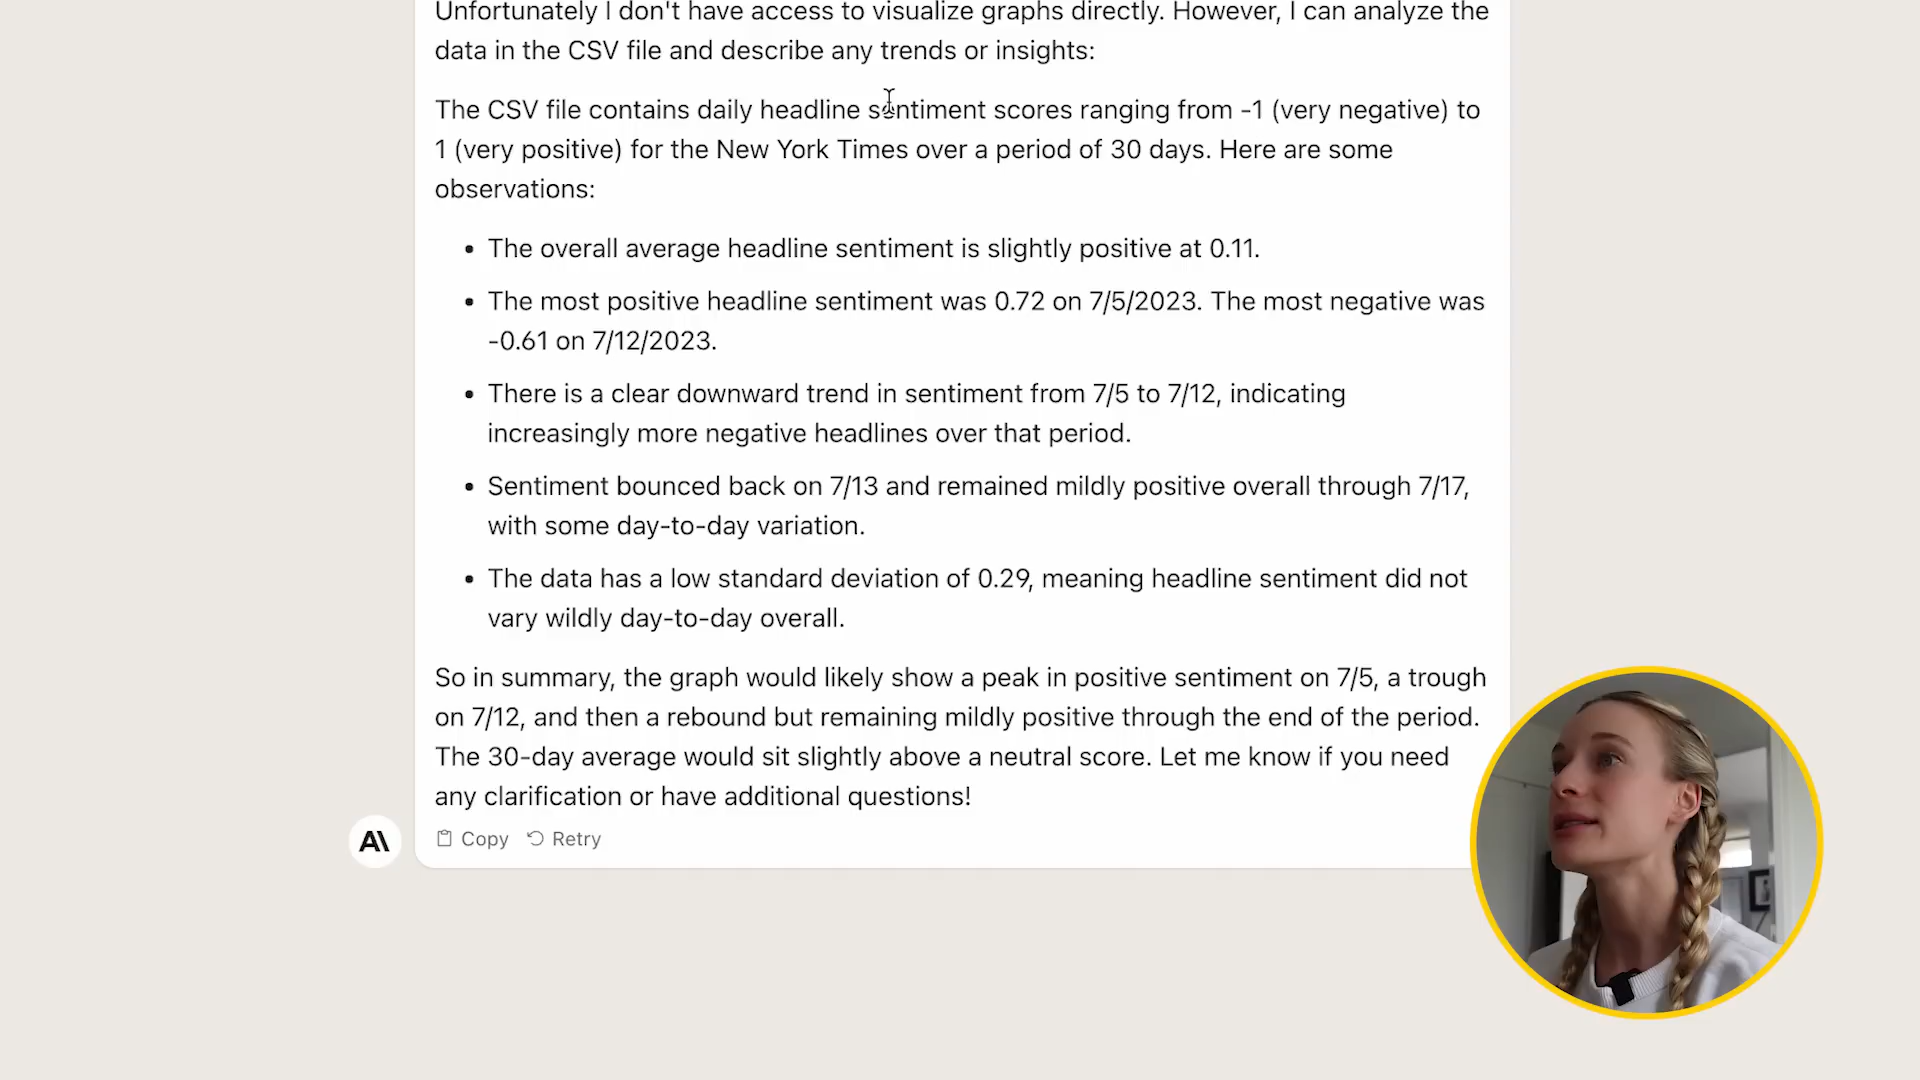 Unfortunately I don't have access to visualize graphs directly. However, I can analyze the
data in the CSV file and describe any trends or insights:
The CSV file contains daily headline sentiment scores ranging from -1 (very negative) to
1 (very positive) for the New York Times over a period of 30 days. Here are some
observations:
• The overall average headline sentiment is slightly positive at 0.11.
• The most positive headline sentiment was 0.72 on 7/5/2023. The most negative was
-0.61 on 7/12/2023.
• There is a clear downward trend in sentiment from 7/5 to 7/12, indicating
increasingly more negative headlines over that period.
• Sentiment bounced back on 7/13 and remained mildly positive overall through 7/17,
with some day-to-day variation.
• The data has a low standard deviation of 0.29, meaning headline sentiment did not
vary wildly day-to-day overall.
So in summary, the graph would likely show a peak in positive sentiment on 7/5, a trough
on 7/12, and then a rebound but remaining mildly positive through the end of the period.
The 30-day average would sit slightly above a neutral score. Let me know if you need
any clarification or have additional questions!
A\
Copy Retry